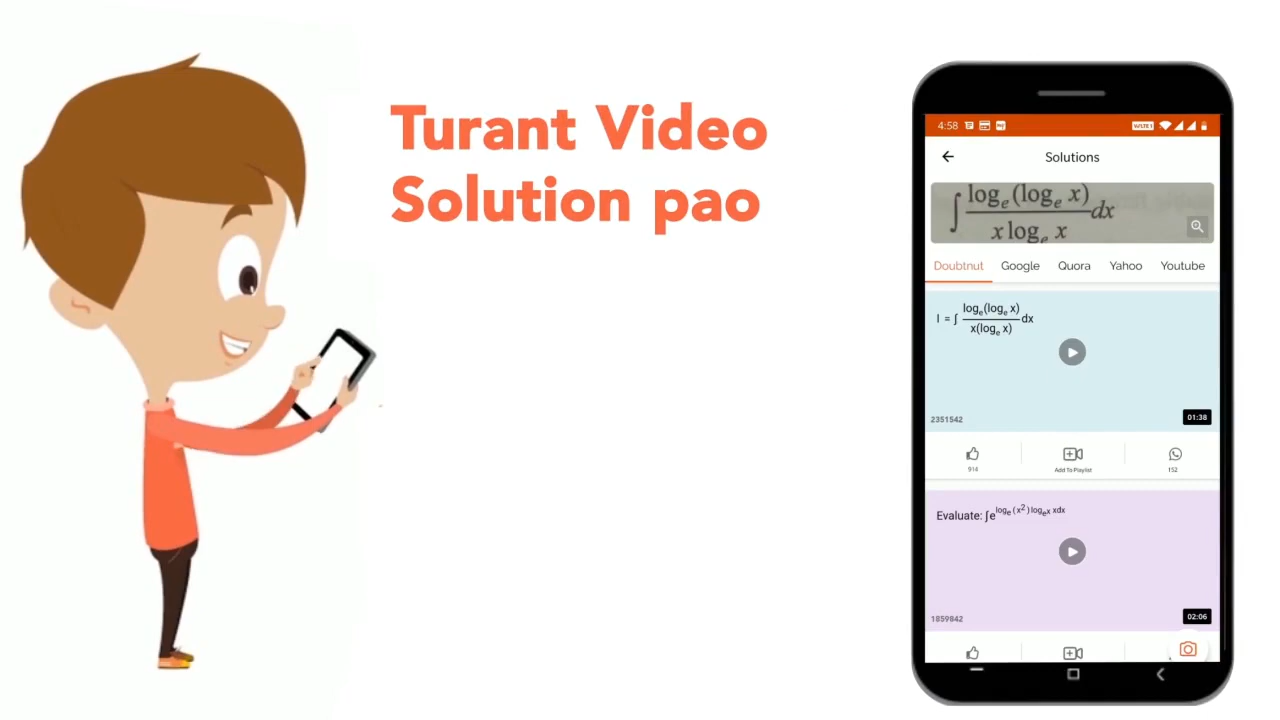 Turant Video
Solution pao
4:58
VoLTE1
Solutions
∫ logₑ(logₑ x) / x logₑ x dx
Doubtnut Google Quora Yahoo Youtube
I = ∫ logₑ(logₑ x) / x(logₑ x) dx
2351542 01:38
914 Add To Playlist 152
Evaluate: ∫e^logₑ(x²)logₑx xdx
1859842 02:06